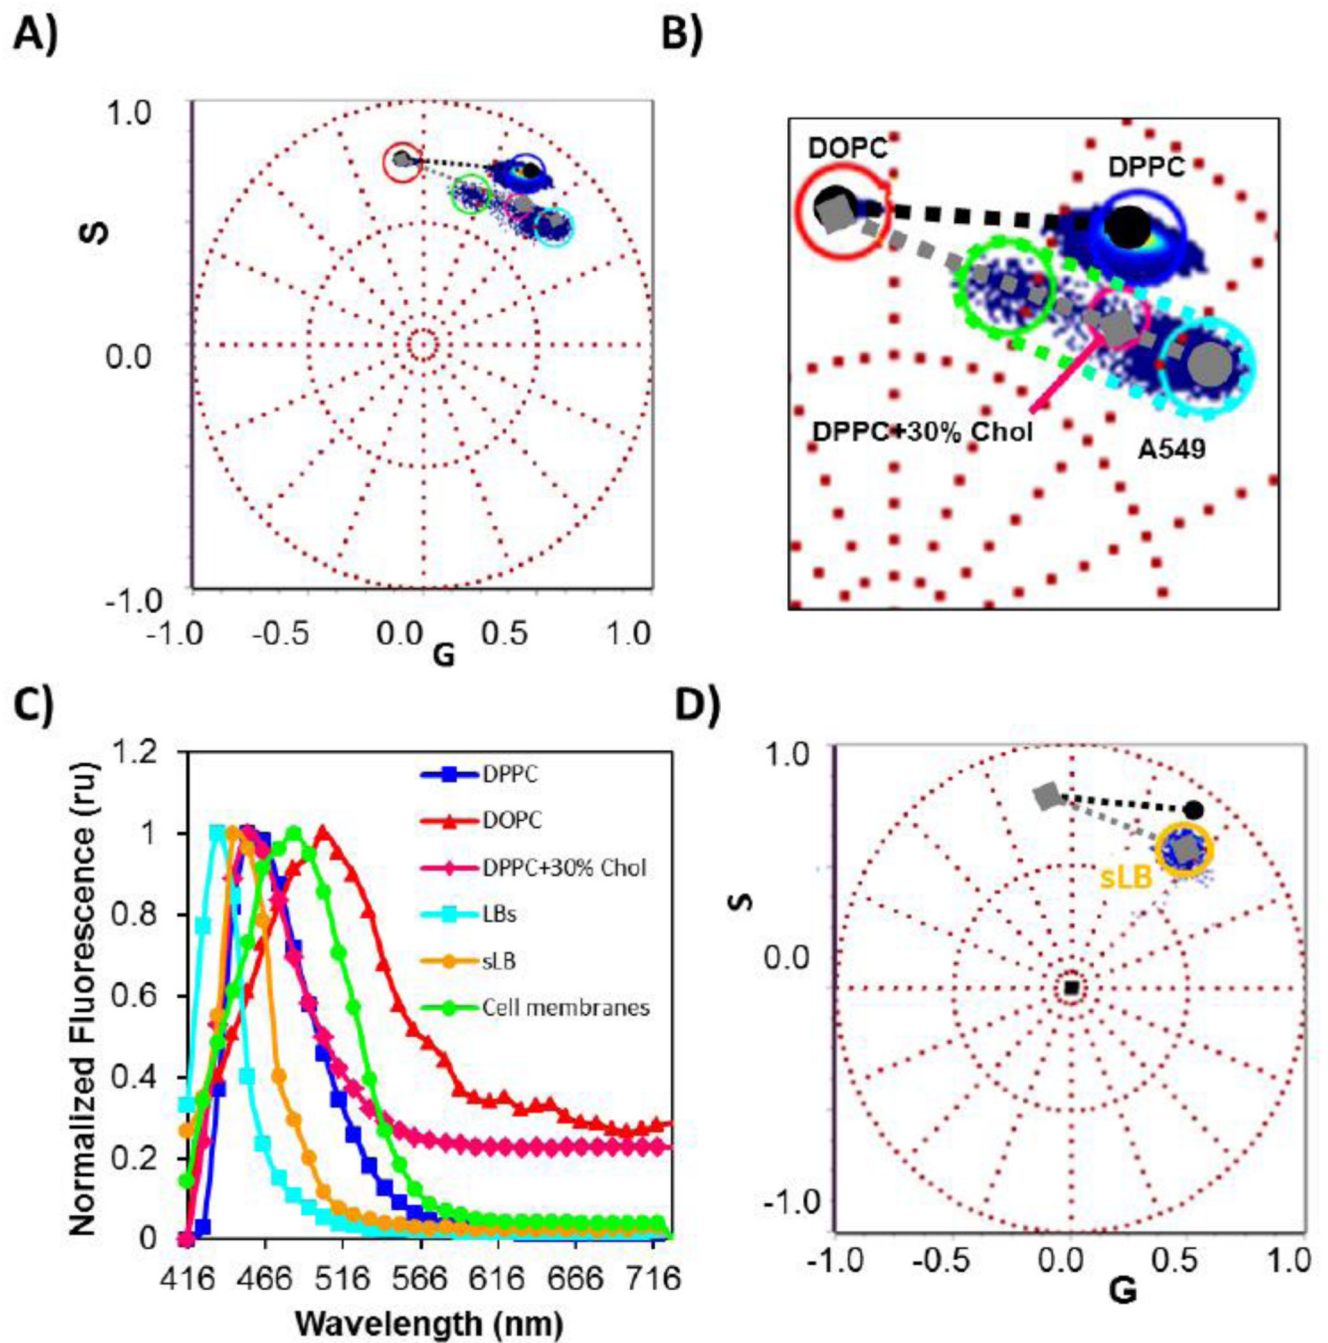 A)
S
1.0
0.0
-1.0
-1.0 -0.5 0.0 0.5 1.0
G
B)
DOPC
DPPC
DPPC+30% Chol
A549
C)
Normalized Fluorescence (ru)
1.2
1
0.8
0.6
0.4
0.2
0
DPPC
DOPC
DPPC+30% Chol
LBs
sLB
Cell membranes
416 466 516 566 616 666 716
Wavelength (nm)
D)
S
1.0
0.0
-1.0
sLB
-1.0 -0.5 0.0 0.5 1.0
G